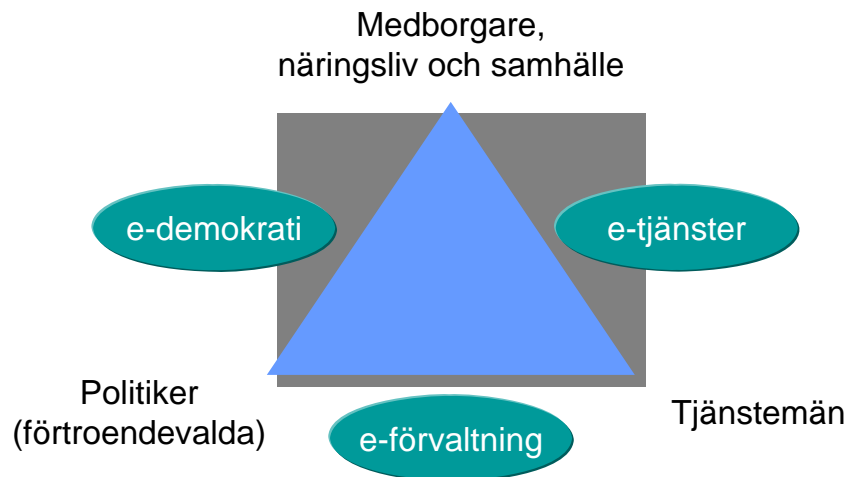 Medborgare,
näringsliv och samhälle
e-demokrati
e-tjänster
Politiker
(förtroendevalda)
Tjänstemän
e-förvaltning